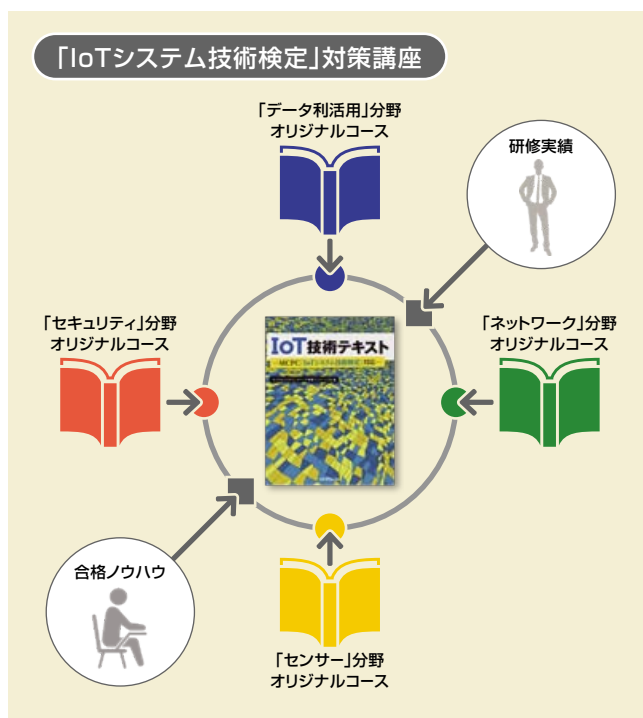 「IoTシステム技術検定」対策講座
「データ利活用」分野
オリジナルコース
研修実績
「セキュリティ」分野
オリジナルコース
「ネットワーク」分野
オリジナルコース
IoT技術テキスト
合格ノウハウ
「センサー」分野
オリジナルコース